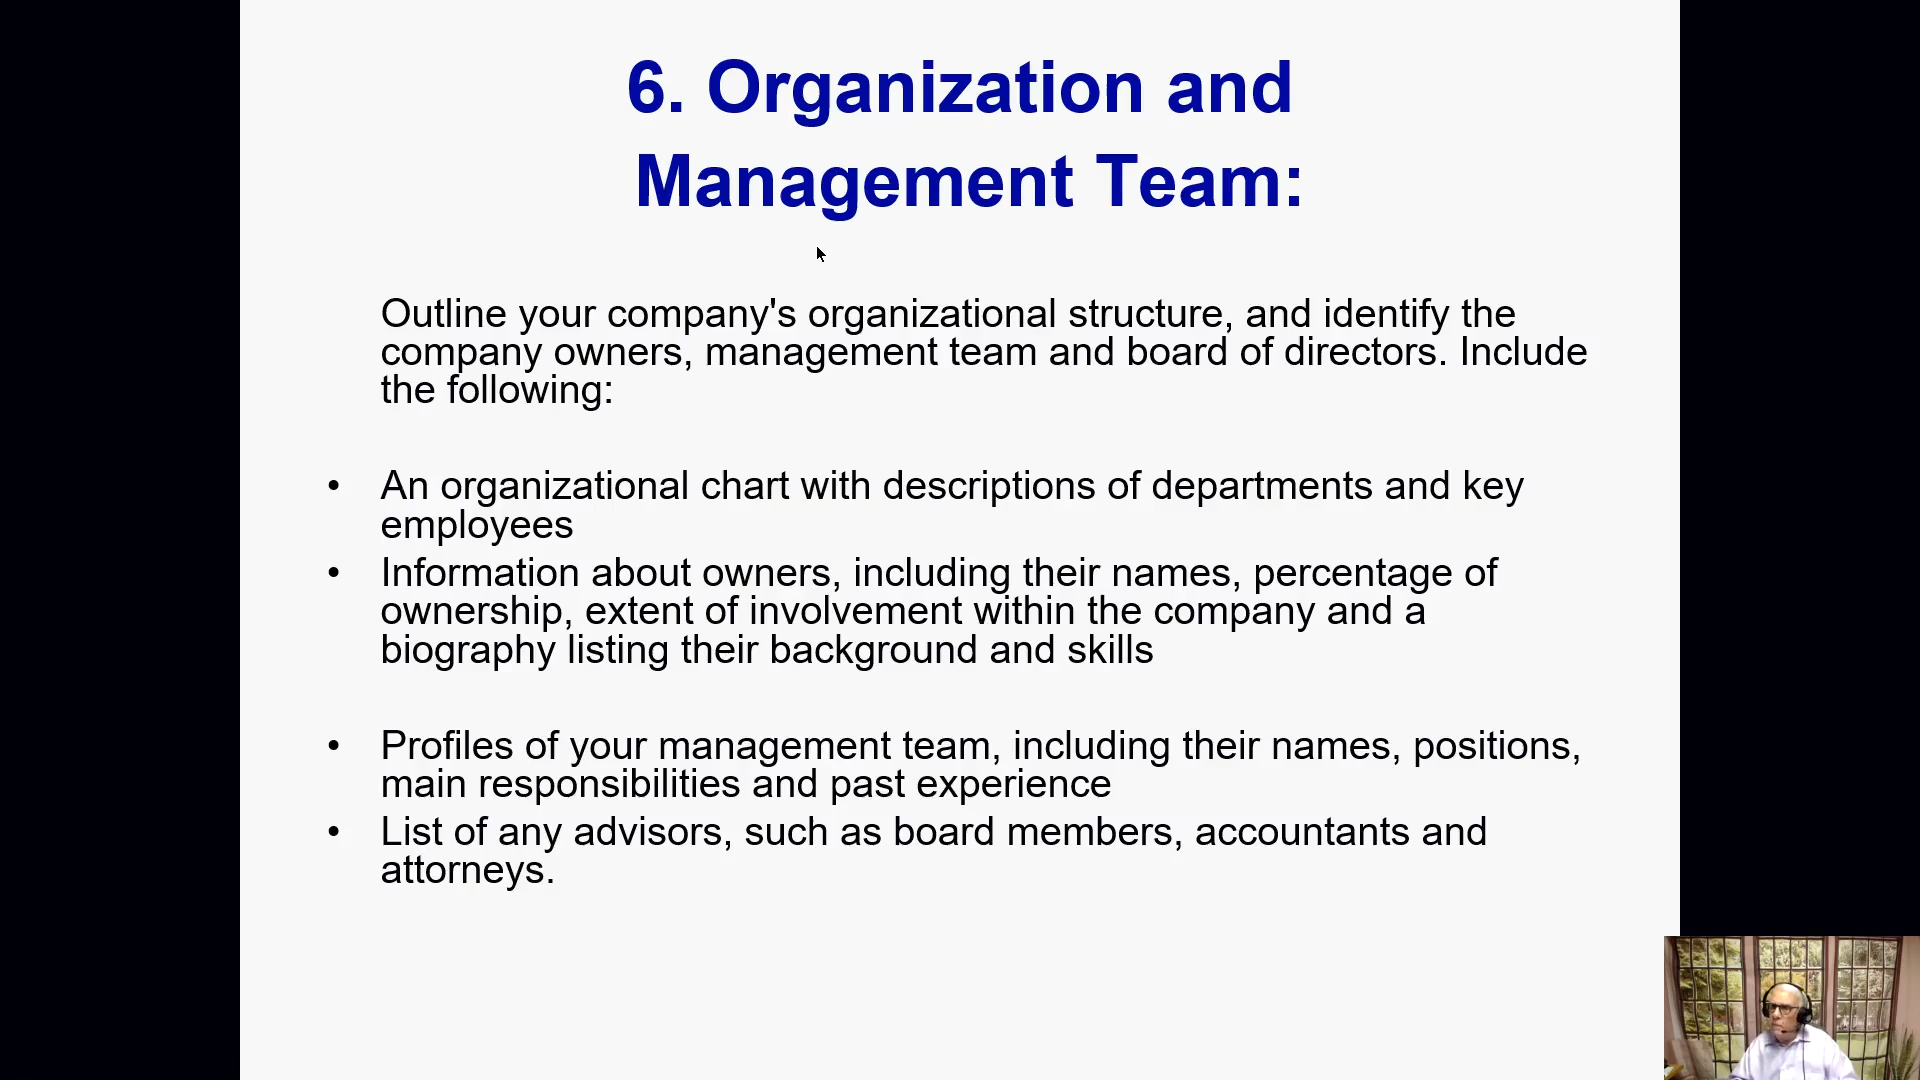 6. Organization and
Management Team:
Outline your company's organizational structure, and identify the
company owners, management team and board of directors. Include
the following:
• An organizational chart with descriptions of departments and key
employees
• Information about owners, including their names, percentage of
ownership, extent of involvement within the company and a
biography listing their background and skills
• Profiles of your management team, including their names, positions,
main responsibilities and past experience
• List of any advisors, such as board members, accountants and
attorneys.